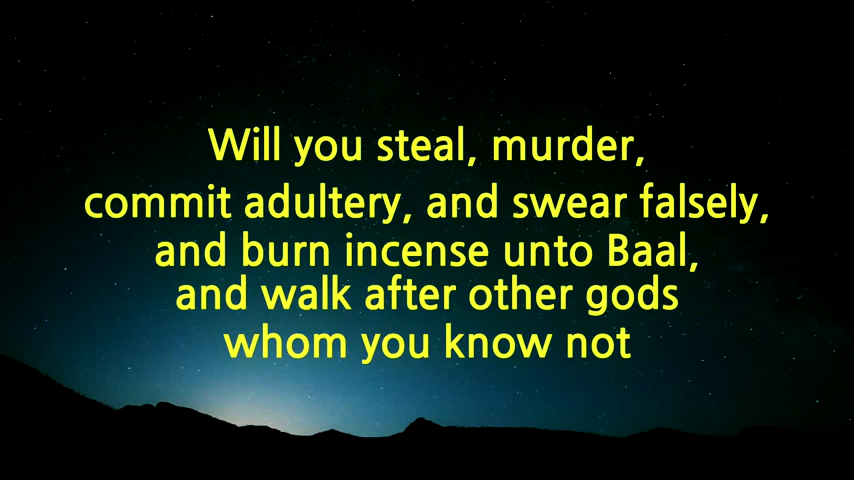 Will you steal, murder,
commit adultery, and swear falsely,
and burn incense unto Baal,
and walk after other gods
whom you know not